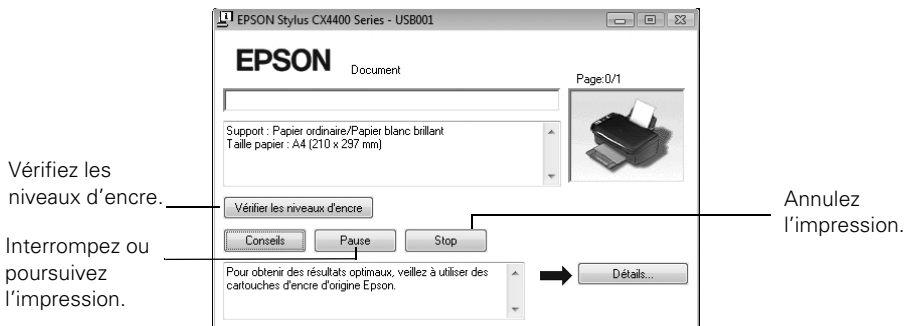 EPSON Stylus CX4400 Series - USB001
EPSON
Document
Page:0/1
Support : Papier ordinaire/Papier blanc brillant
Taille papier : A4 (210 x 297 mm)
Vérifiez les
niveaux d'encre.
Vérifier les niveaux d'encre
Annulez
l'impression.
Interrompez ou
poursuivez
l'impression.
Conseils
Pause
Stop
Pour obtenir des résultats optimaux, veillez à utiliser des
cartouches d'encre d'origine Epson.
Détails...